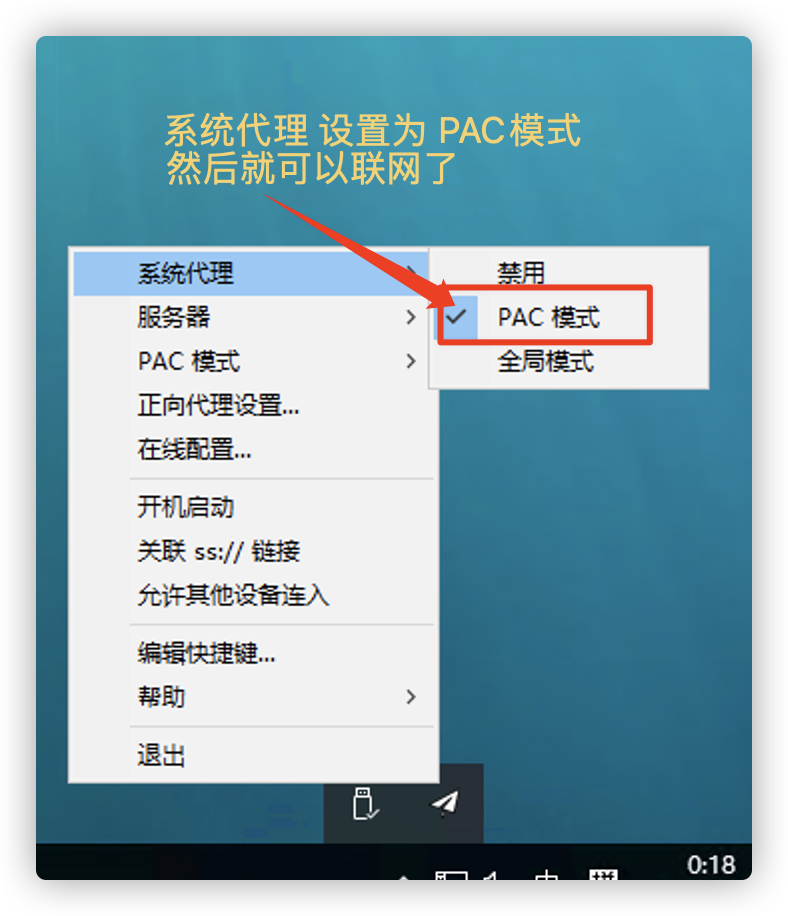 系统代理 设置为 PAC模式
然后就可以联网了
系统代理
禁用
服务器
PAC 模式
PAC 模式
全局模式
正向代理设置...
在线配置...
开机启动
关联 ss:// 链接
允许其他设备连入
编辑快捷键...
帮助
退出
0:18
中
拼